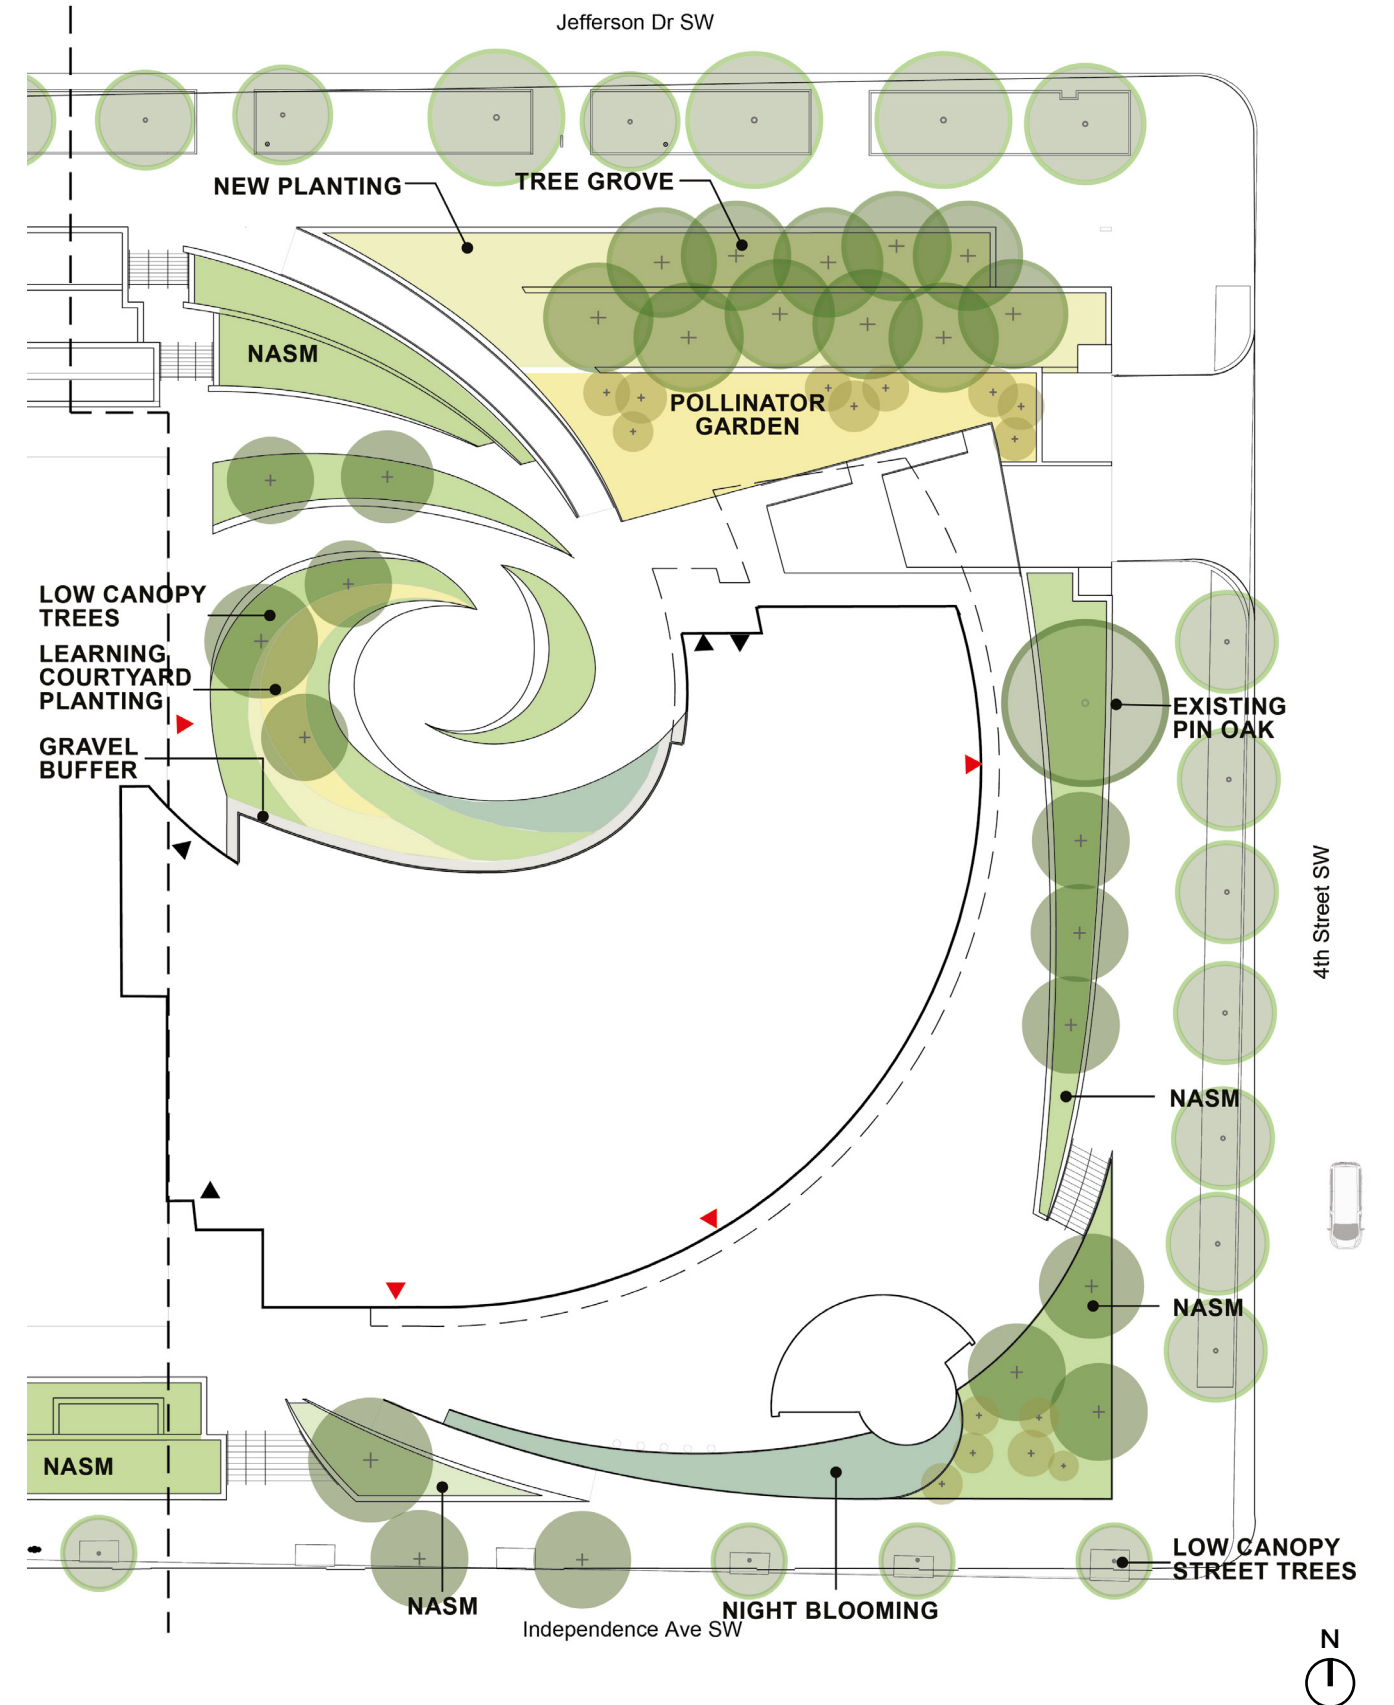 Jefferson Dr SW
NEW PLANTING
TREE GROVE
NASM
POLLINATOR
GARDEN
LOW CANOPY
TREES
LEARNING
COURTYARD
PLANTING
GRAVEL
BUFFER
EXISTING
PIN OAK
4th Street SW
NASM
NASM
NASM
NASM
NIGHT BLOOMING
LOW CANOPY
STREET TREES
Independence Ave SW
N